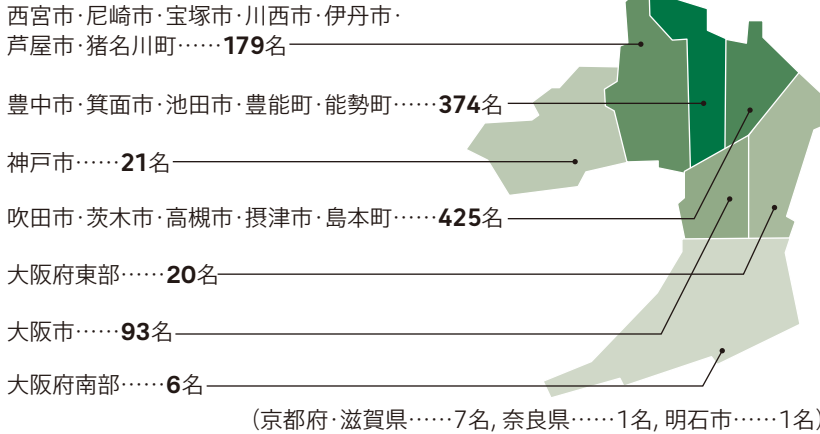 西宮市·尼崎市·宝塚市·川西市·伊丹市·
芦屋市·猪名川町……179名
豊中市·箕面市·池田市·豊能町·能勢町……374名
神戸市……21名
吹田市·茨木市·高槻市·摂津市·島本町……425名
大阪府東部……20名
大阪市……93名
大阪府南部……6名
(京都府·滋賀県……7名, 奈良県……1名, 明石市……1名)